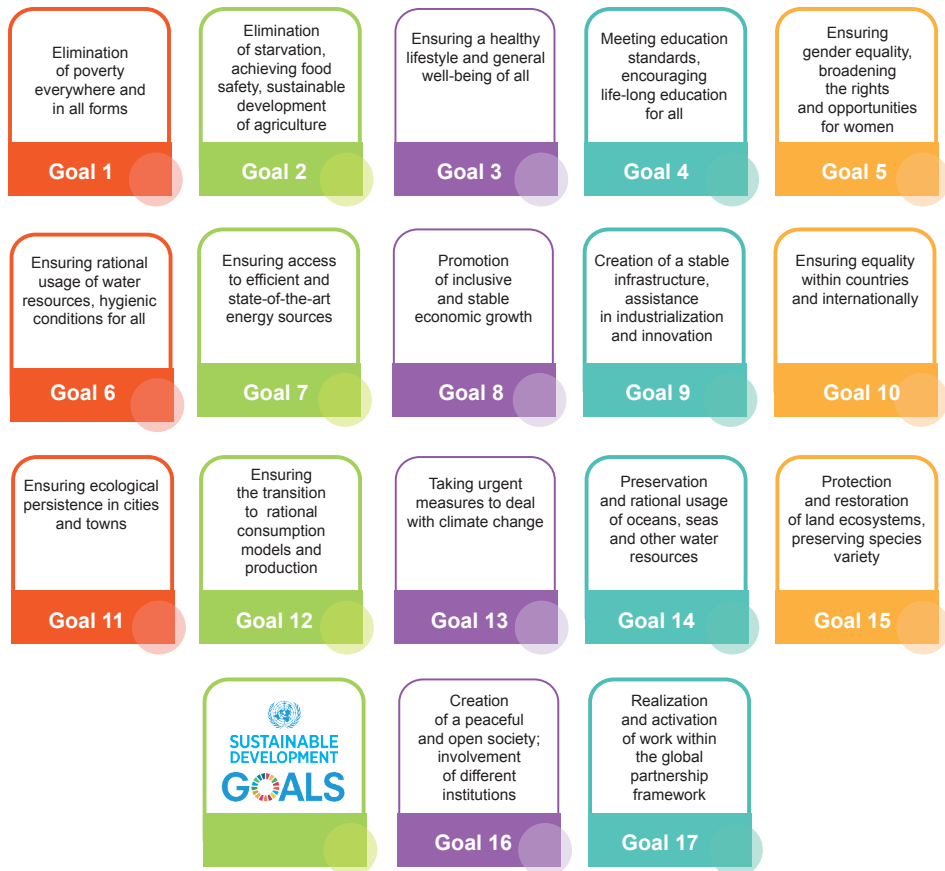 Elimination
of poverty
everywhere and
in all forms
Goal 1
Elimination
of starvation,
achieving food
safety, sustainable
development
of agriculture
Goal 2
Ensuring a healthy
lifestyle and general
well-being of all
Goal 3
Meeting education
standards,
encouraging
life-long education
for all
Goal 4
Ensuring
gender equality,
broadening
the rights
and opportunities
for women
Goal 5
Ensuring rational
usage of water
resources, hygienic
conditions for all
Goal 6
Ensuring access
to efficient and
state-of-the-art
energy sources
Goal 7
Promotion
of inclusive
and stable
economic growth
Goal 8
Creation of a stable
infrastructure,
assistance
in industrialization
and innovation
Goal 9
Ensuring equality
within countries
and internationally
Goal 10
Ensuring ecological
persistence in cities
and towns
Goal 11
Ensuring
the transition
to rational
consumption
models and
production
Goal 12
Taking urgent
measures to deal
with climate change
Goal 13
Preservation
and rational usage
of oceans, seas
and other water
resources
Goal 14
Protection
and restoration
of land ecosystems,
preserving species
variety
Goal 15
SUSTAINABLE
DEVELOPMENT
GOALS
Creation
of a peaceful
and open society;
involvement
of different
institutions
Goal 16
Realization
and activation
of work within
the global
partnership
framework
Goal 17